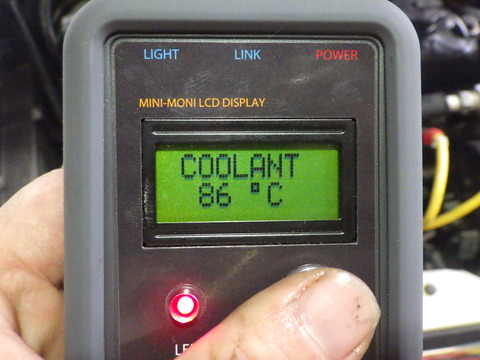 LIGHT LINK POWER
MINI-MONI LCD DISPLAY
COOLANT
86 °C